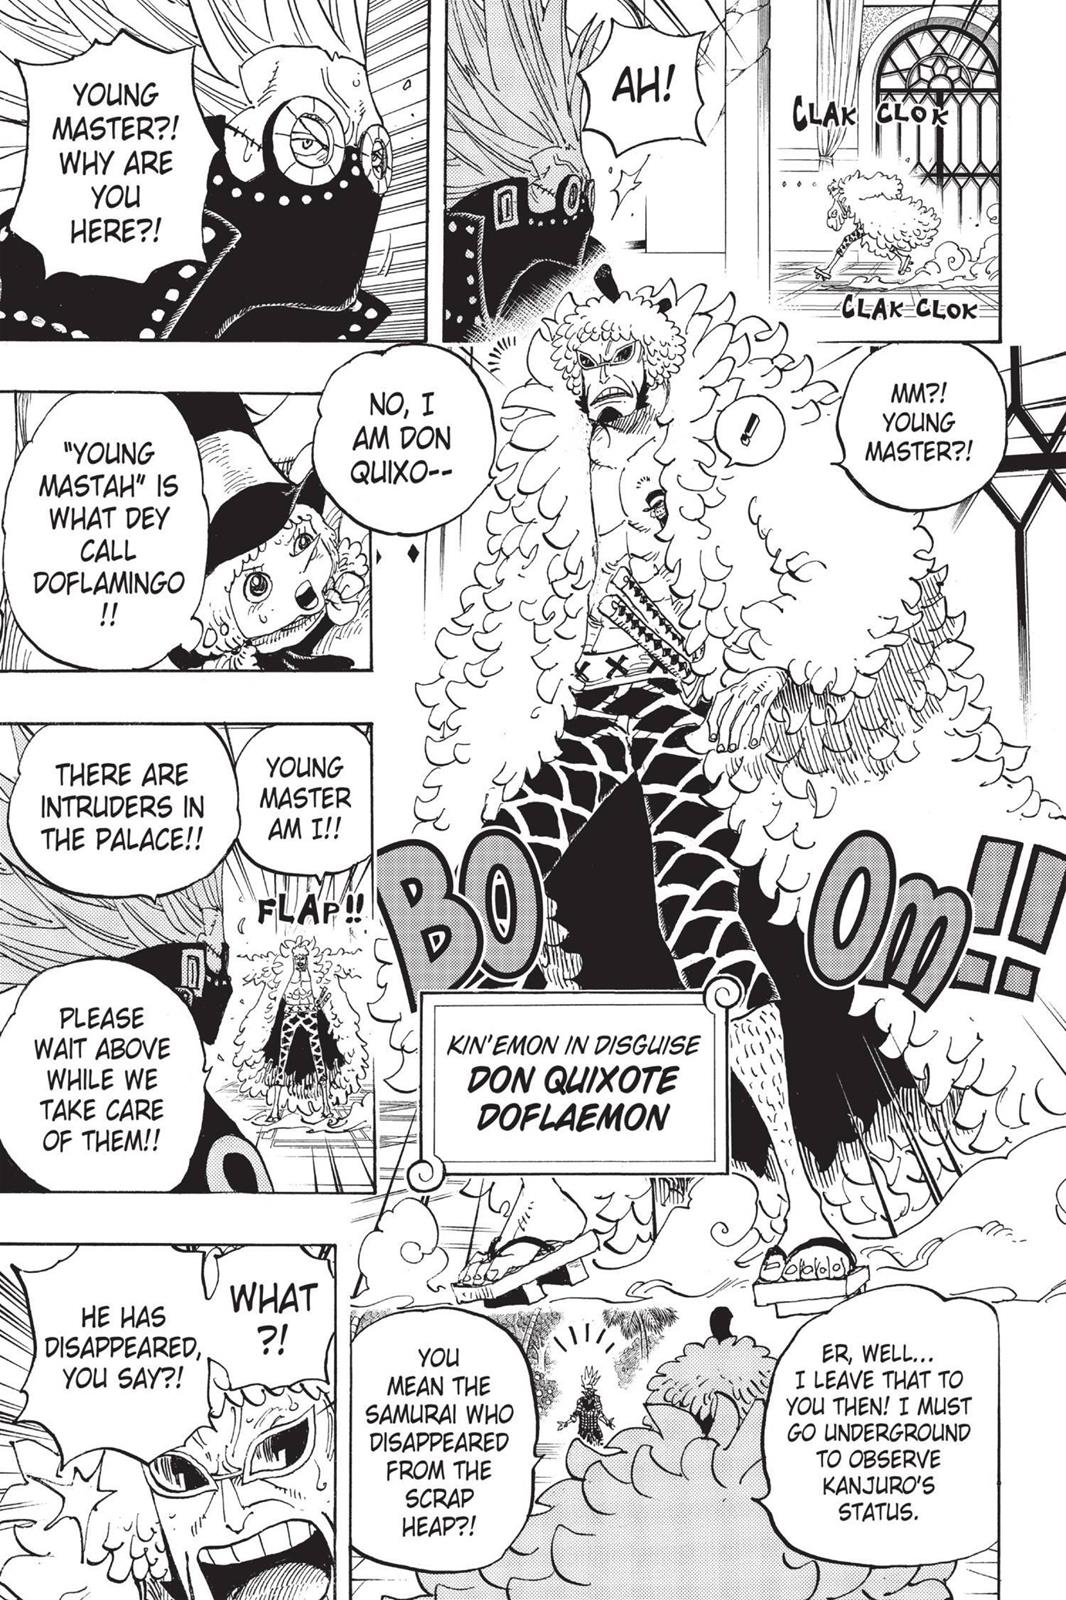 CLAK CLOK
CLAK CLOK
AH!
YOUNG
MASTER?!
WHY ARE
YOU
HERE?!
MM?!
YOUNG
MASTER?!
!
NO, I
AM DON
QUIXO--
BOOM!!
KIN'EMON IN DISGUISE
DON QUIXOTE
DOFLAEMON
"YOUNG
MASTAH" IS
WHAT DEY
CALL
DOFLAMINGO
!!
YOUNG
MASTER
AM I!!
FLAP!!
THERE ARE
INTRUDERS IN
THE PALACE!!
PLEASE
WAIT ABOVE
WHILE WE
TAKE CARE
OF THEM!!
ER, WELL...
I LEAVE THAT TO
YOU THEN! I MUST
GO UNDERGROUND
TO OBSERVE
KANJURO'S
STATUS.
YOU
MEAN THE
SAMURAI WHO
DISAPPEARED
FROM THE
SCRAP
HEAP?!
WHAT
?!
HE HAS
DISAPPEARED,
YOU SAY?!